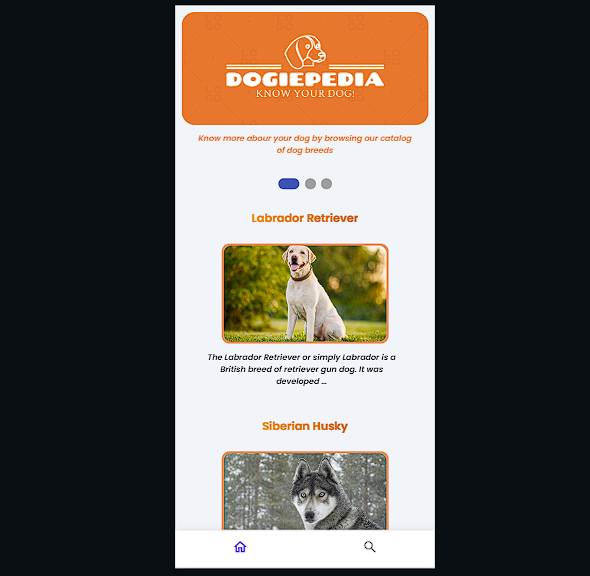 DOGIEPEDIA
KNOW YOUR DOG!
Know more abour your dog by browsing our catalog
of dog breeds
Labrador Retriever
The Labrador Retriever or simply Labrador is a
British breed of retriever gun dog. It was
developed ...
Siberian Husky